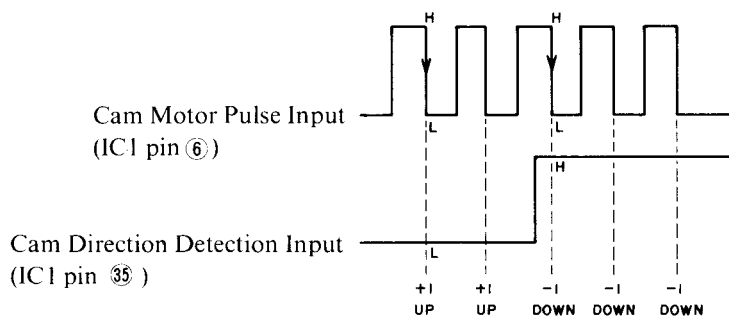 H H
Cam Motor Pulse Input
(IC1 pin ⑥)
L L
H
Cam Direction Detection Input
(IC1 pin ㉟ )
L
+1 +1 −1 −1 −1
UP UP DOWN DOWN DOWN